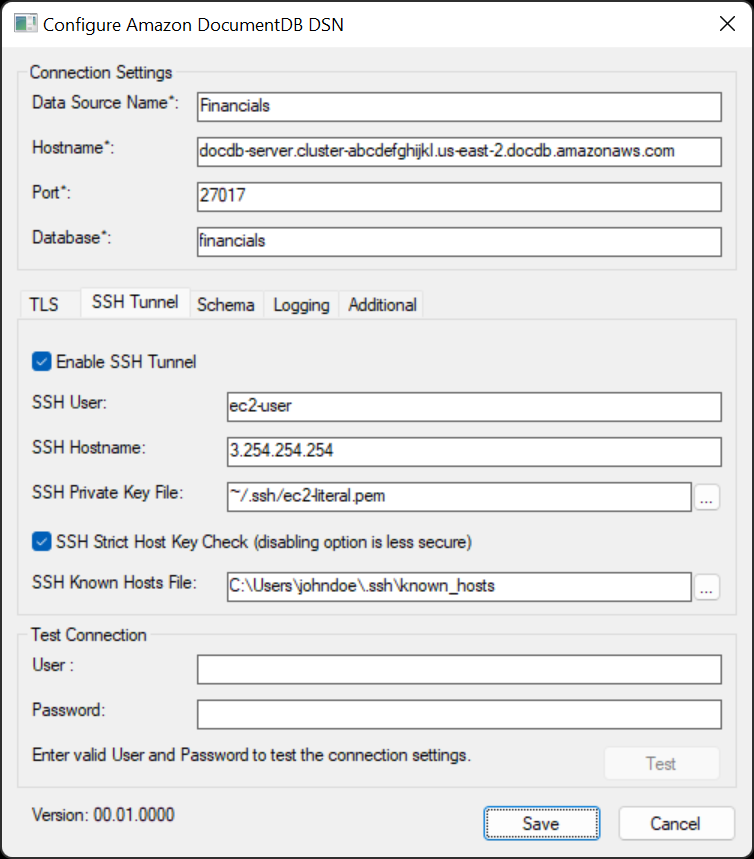 Configure Amazon DocumentDB DSN
Connection Settings
Data Source Name*: Financials
Hostname*: docdb-server.cluster-abcdefghijkl.us-east-2.docdb.amazonaws.com
Port*: 27017
Database*: financials
TLS SSH Tunnel Schema Logging Additional
Enable SSH Tunnel
SSH User: ec2-user
SSH Hostname: 3.254.254.254
SSH Private Key File: ~/.ssh/ec2-literal.pem ...
SSH Strict Host Key Check (disabling option is less secure)
SSH Known Hosts File: C:\Users\johndoe\.ssh\known_hosts ...
Test Connection
User :
Password:
Enter valid User and Password to test the connection settings. Test
Version: 00.01.0000 Save Cancel